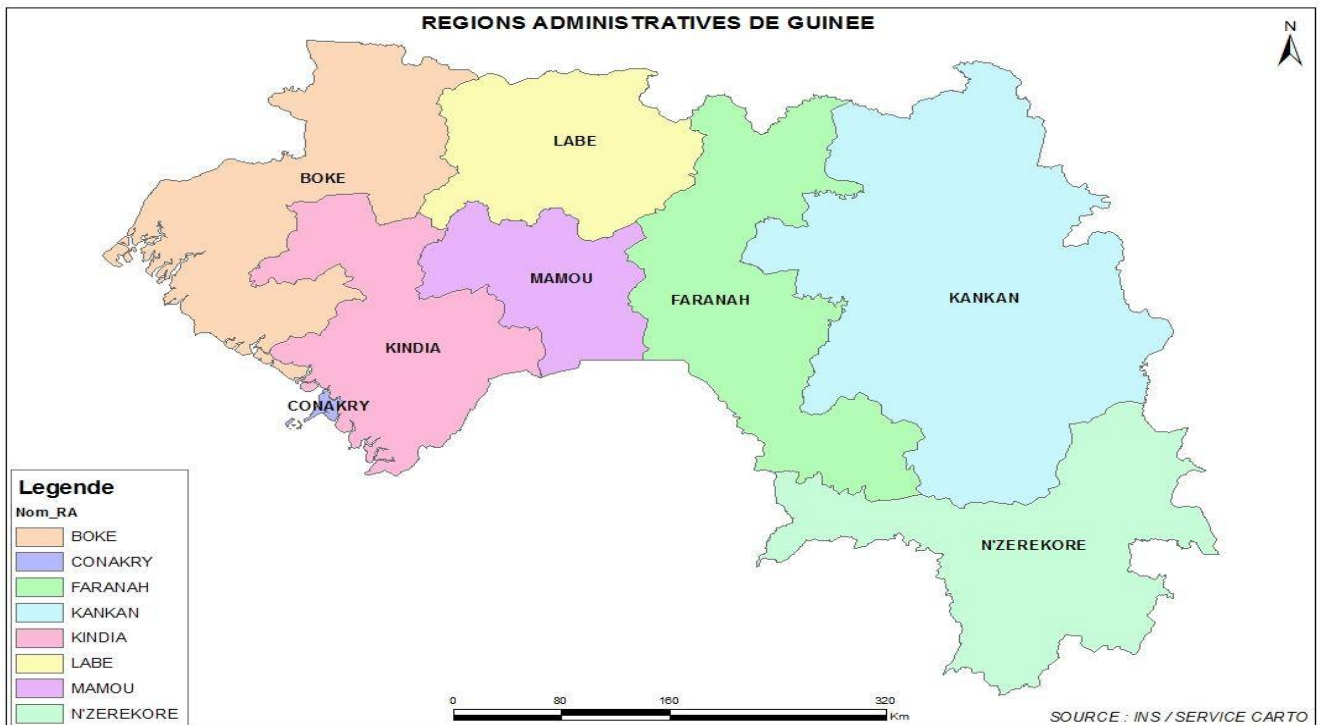 REGIONS ADMINISTRATIVES DE GUINEE
N
LABE
BOKE
MAMOU
FARANAH
KANKAN
KINDIA
CONAKRY
N'ZEREKORE
Legende
Nom_RA
BOKE
CONAKRY
FARANAH
KANKAN
KINDIA
LABE
MAMOU
N'ZEREKORE
0 80 160 320
Km
SOURCE : INS / SERVICE CARTO